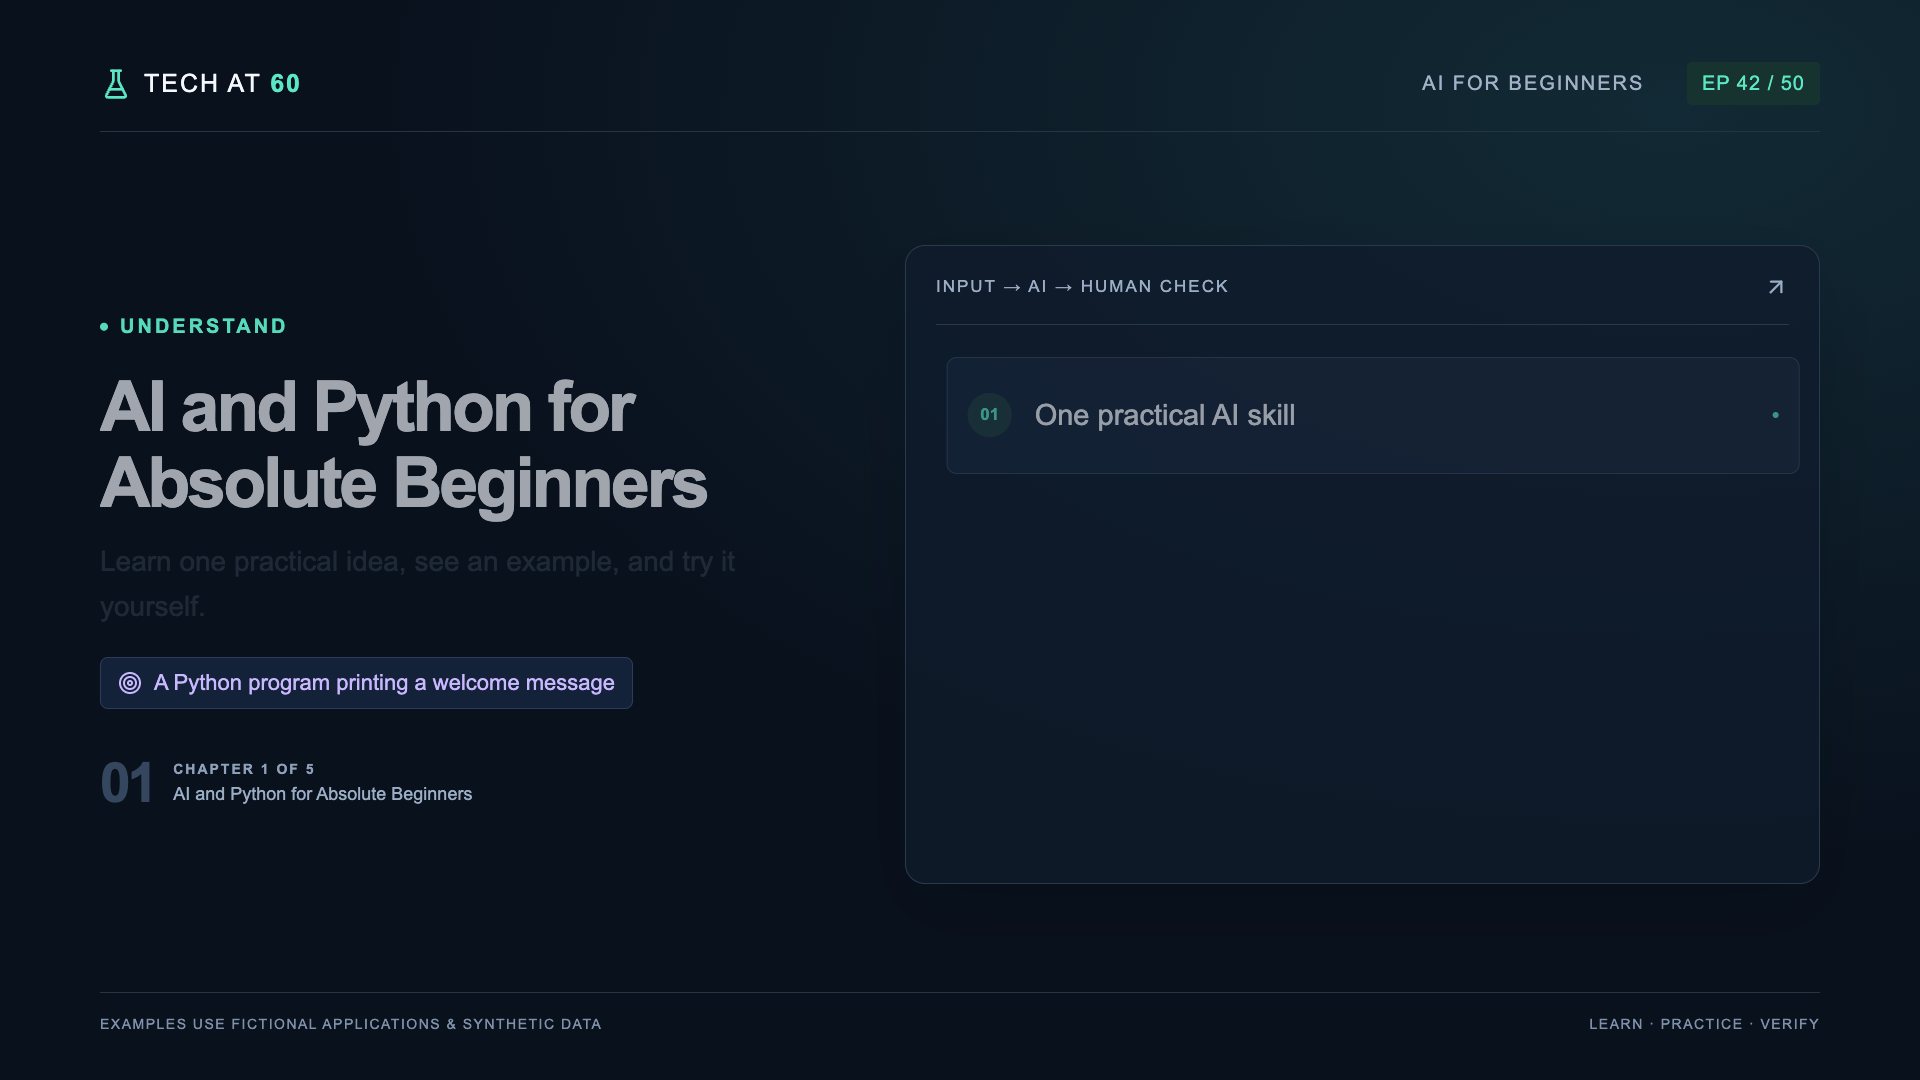 TECH AT 60
AI FOR BEGINNERS
EP 42 / 50
UNDERSTAND
AI and Python for
Absolute Beginners
Learn one practical idea, see an example, and try it
yourself.
A Python program printing a welcome message
01
CHAPTER 1 OF 5
AI and Python for Absolute Beginners
INPUT → AI → HUMAN CHECK
01
One practical AI skill
EXAMPLES USE FICTIONAL APPLICATIONS & SYNTHETIC DATA
LEARN · PRACTICE · VERIFY